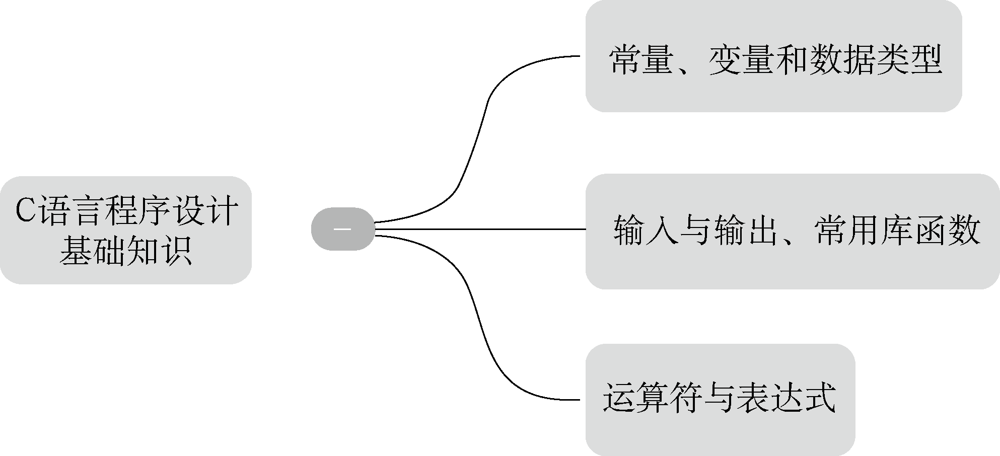 C语言程序设计
基础知识
常量、变量和数据类型
输入与输出、常用库函数
运算符与表达式